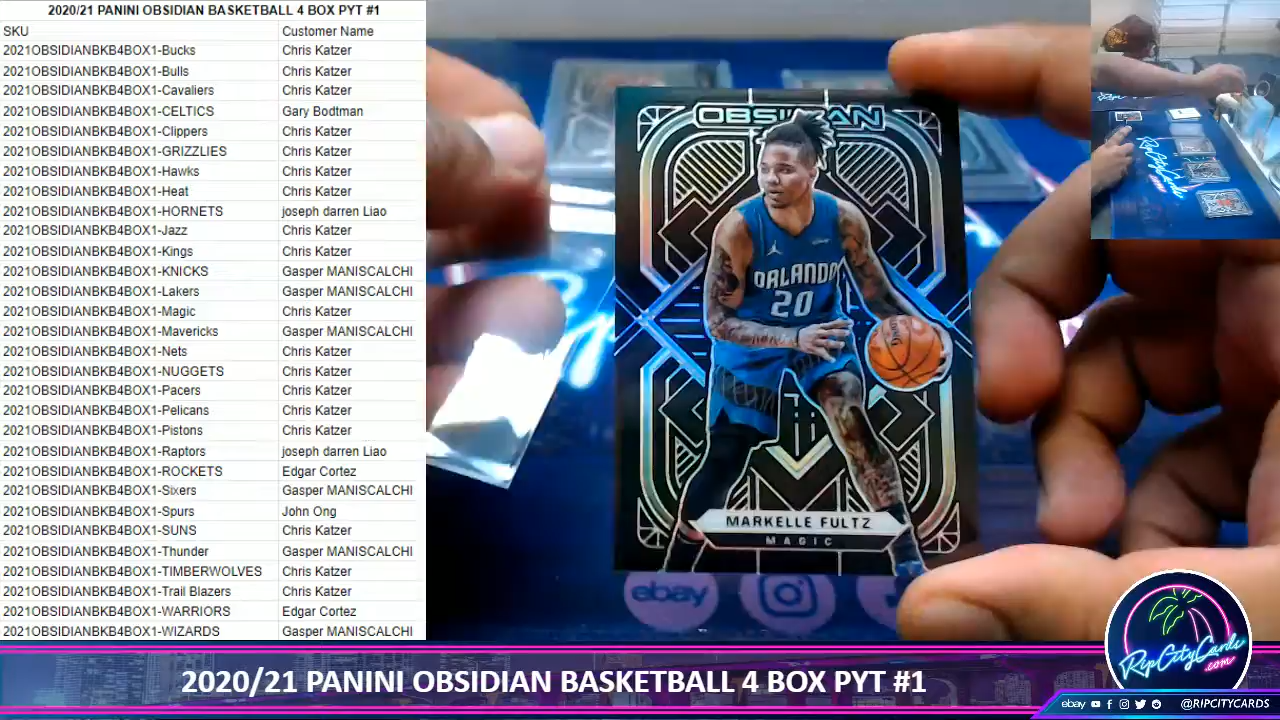 2020/21 PANINI OBSIDIAN BASKETBALL 4 BOX PYT #1
SKU Customer Name
2021OBSIDIANBKB4BOX1-Bucks Chris Katzer
2021OBSIDIANBKB4BOX1-Bulls Chris Katzer
2021OBSIDIANBKB4BOX1-Cavaliers Chris Katzer
2021OBSIDIANBKB4BOX1-CELTICS Gary Bodtman
2021OBSIDIANBKB4BOX1-Clippers Chris Katzer
2021OBSIDIANBKB4BOX1-GRIZZLIES Chris Katzer
2021OBSIDIANBKB4BOX1-Hawks Chris Katzer
2021OBSIDIANBKB4BOX1-Heat Chris Katzer
2021OBSIDIANBKB4BOX1-HORNETS joseph darren Liao
2021OBSIDIANBKB4BOX1-Jazz Chris Katzer
2021OBSIDIANBKB4BOX1-Kings Chris Katzer
2021OBSIDIANBKB4BOX1-KNICKS Gasper MANISCALCHI
2021OBSIDIANBKB4BOX1-Lakers Gasper MANISCALCHI
2021OBSIDIANBKB4BOX1-Magic Chris Katzer
2021OBSIDIANBKB4BOX1-Mavericks Gasper MANISCALCHI
2021OBSIDIANBKB4BOX1-Nets Chris Katzer
2021OBSIDIANBKB4BOX1-NUGGETS Chris Katzer
2021OBSIDIANBKB4BOX1-Pacers Chris Katzer
2021OBSIDIANBKB4BOX1-Pelicans Chris Katzer
2021OBSIDIANBKB4BOX1-Pistons Chris Katzer
2021OBSIDIANBKB4BOX1-Raptors joseph darren Liao
2021OBSIDIANBKB4BOX1-ROCKETS Edgar Cortez
2021OBSIDIANBKB4BOX1-Sixers Gasper MANISCALCHI
2021OBSIDIANBKB4BOX1-Spurs John Ong
2021OBSIDIANBKB4BOX1-SUNS Chris Katzer
2021OBSIDIANBKB4BOX1-Thunder Gasper MANISCALCHI
2021OBSIDIANBKB4BOX1-TIMBERWOLVES Chris Katzer
2021OBSIDIANBKB4BOX1-Trail Blazers Chris Katzer
2021OBSIDIANBKB4BOX1-WARRIORS Edgar Cortez
2021OBSIDIANBKB4BOX1-WIZARDS Gasper MANISCALCHI
OBSIDIAN
ORLANDO
20
MARKELLE FULTZ
MAGIC
ebay
RipCityCards
RipCityCards
.com
2020/21 PANINI OBSIDIAN BASKETBALL 4 BOX PYT #1
ebay @RIPCITYCARDS